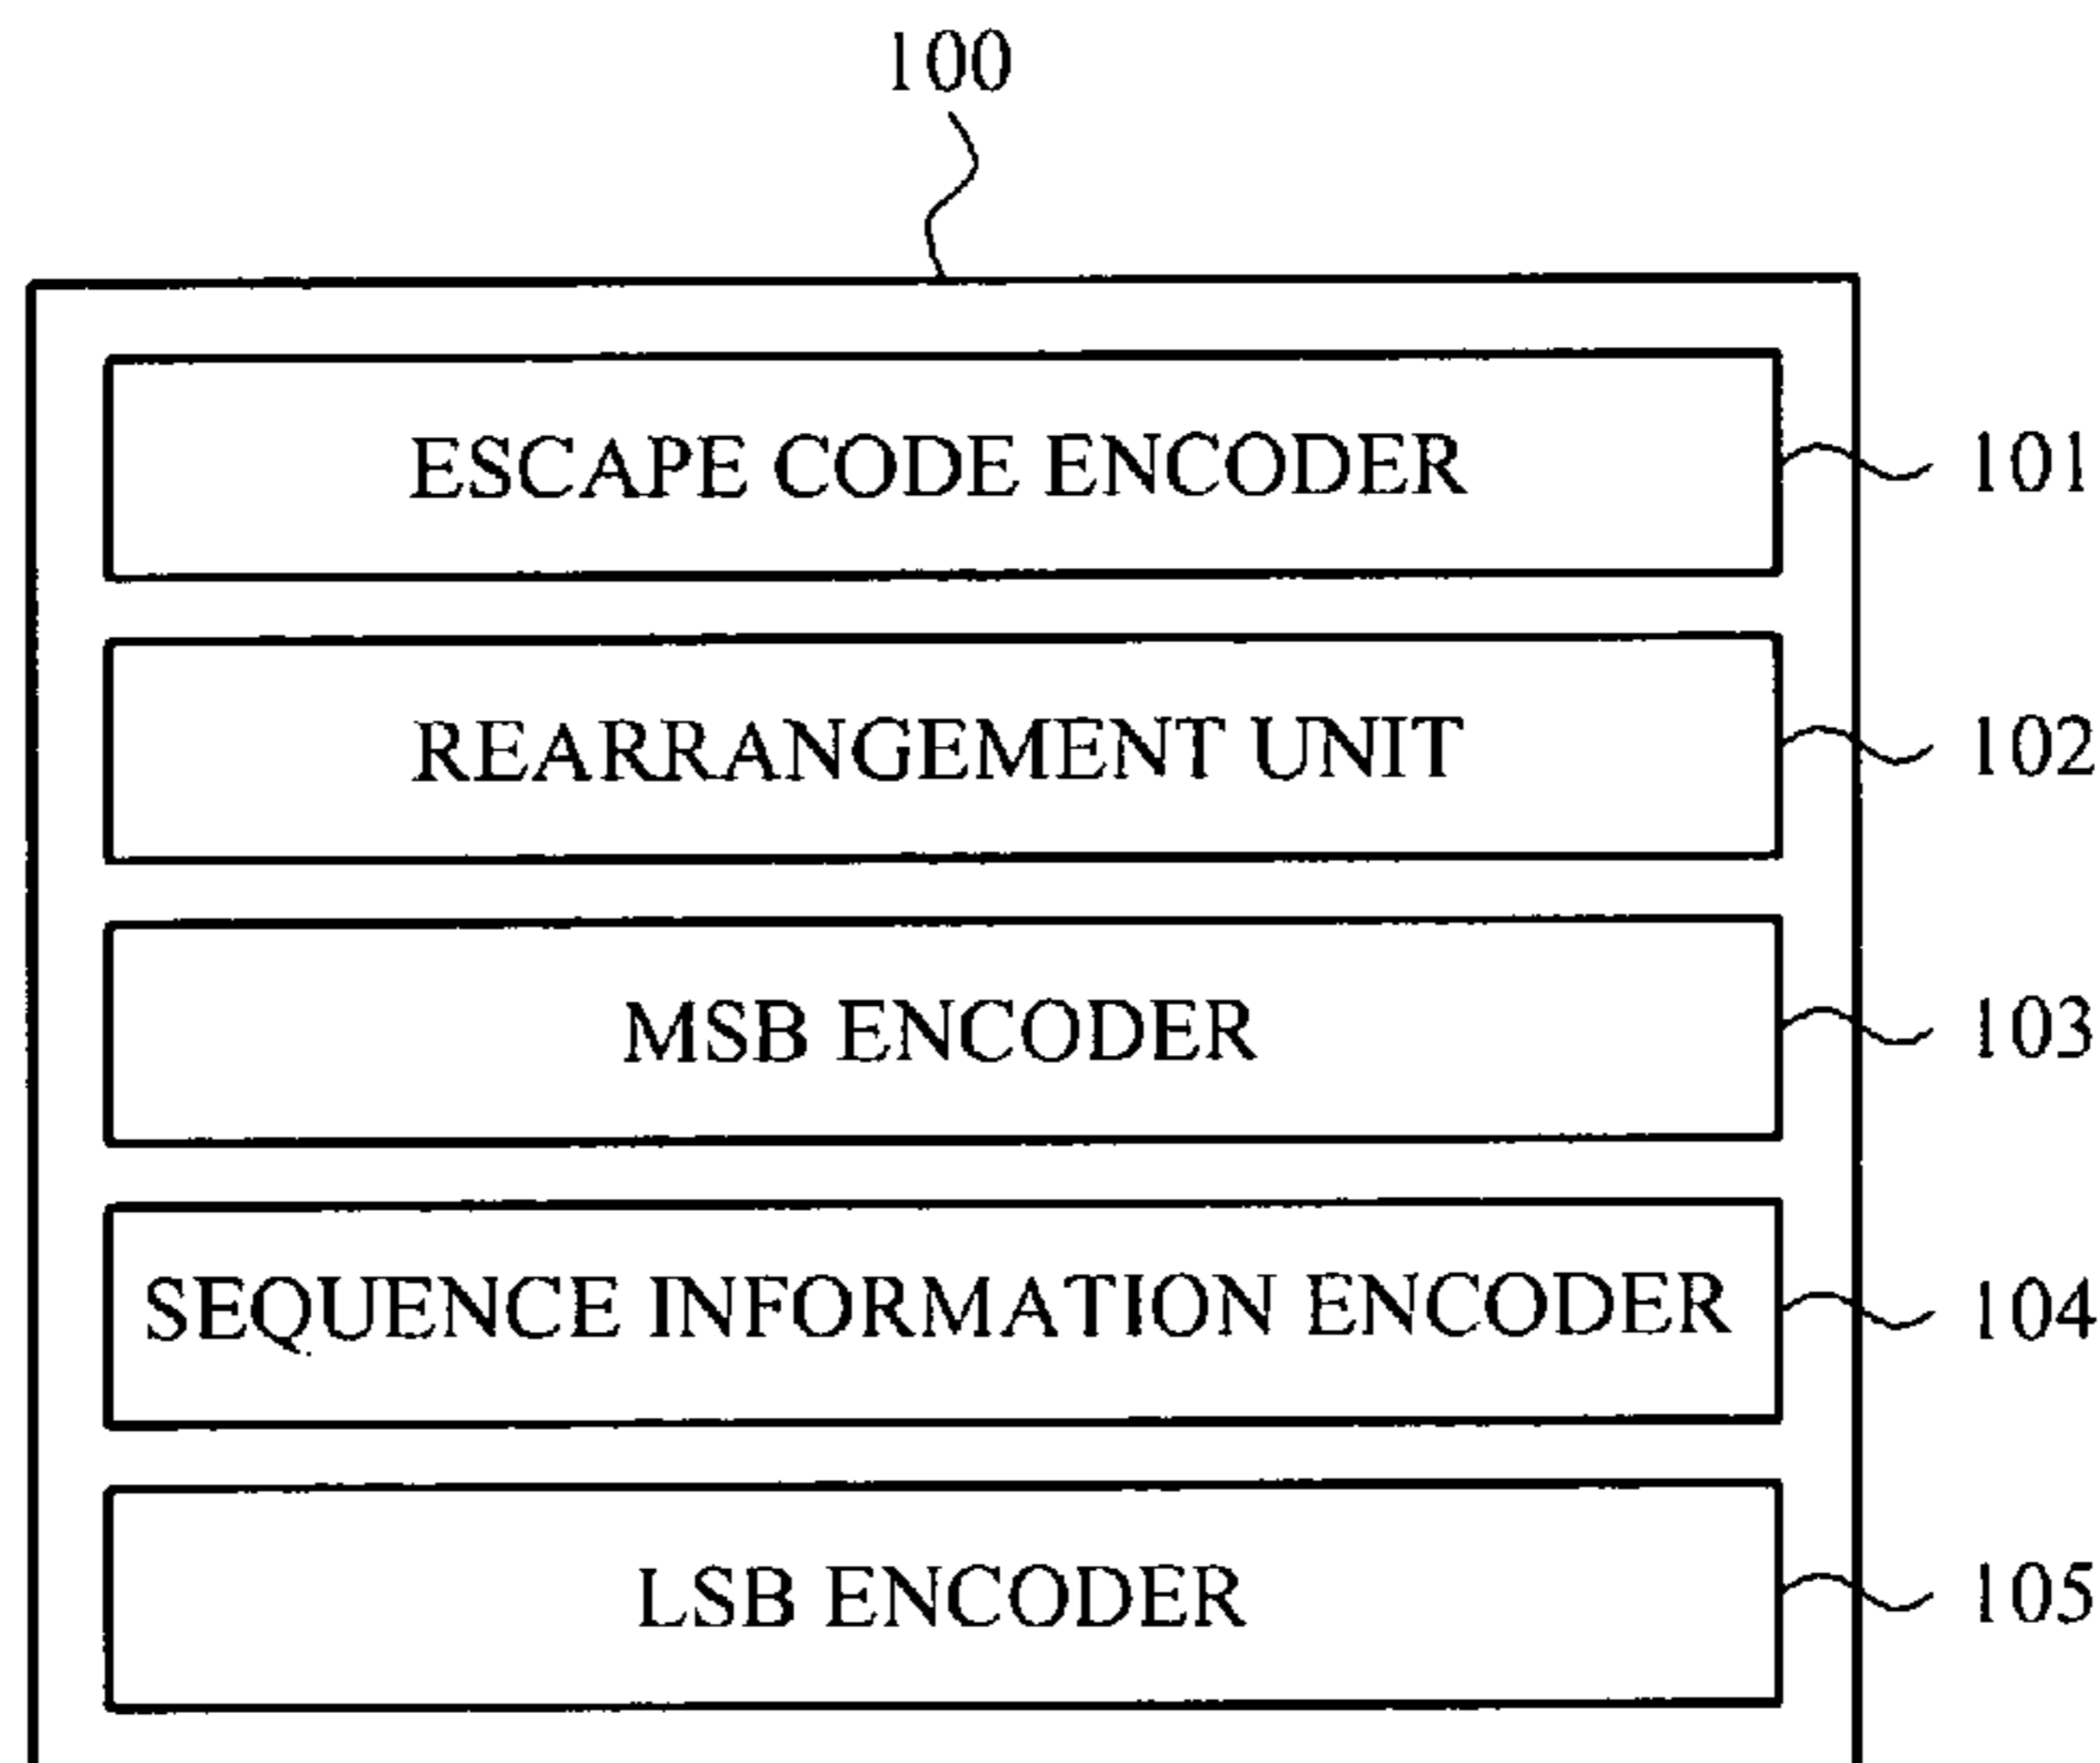 100
ESCAPE CODE ENCODER 101
REARRANGEMENT UNIT 102
MSB ENCODER 103
SEQUENCE INFORMATION ENCODER 104
LSB ENCODER 105